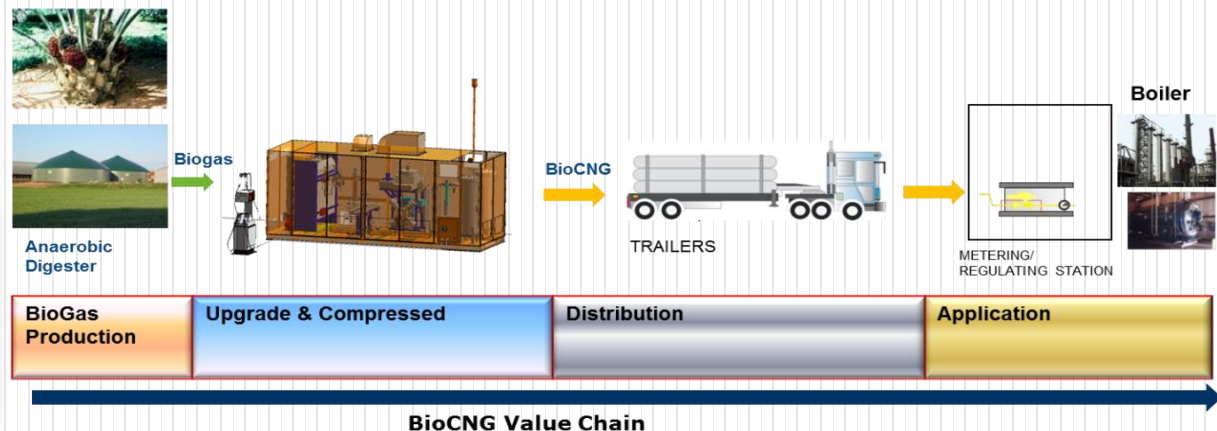 Boiler
Biogas
BioCNG
Anaerobic
Digester
TRAILERS
METERING/
REGULATING STATION
BioGas
Production
Upgrade & Compressed
Distribution
Application
BioCNG Value Chain